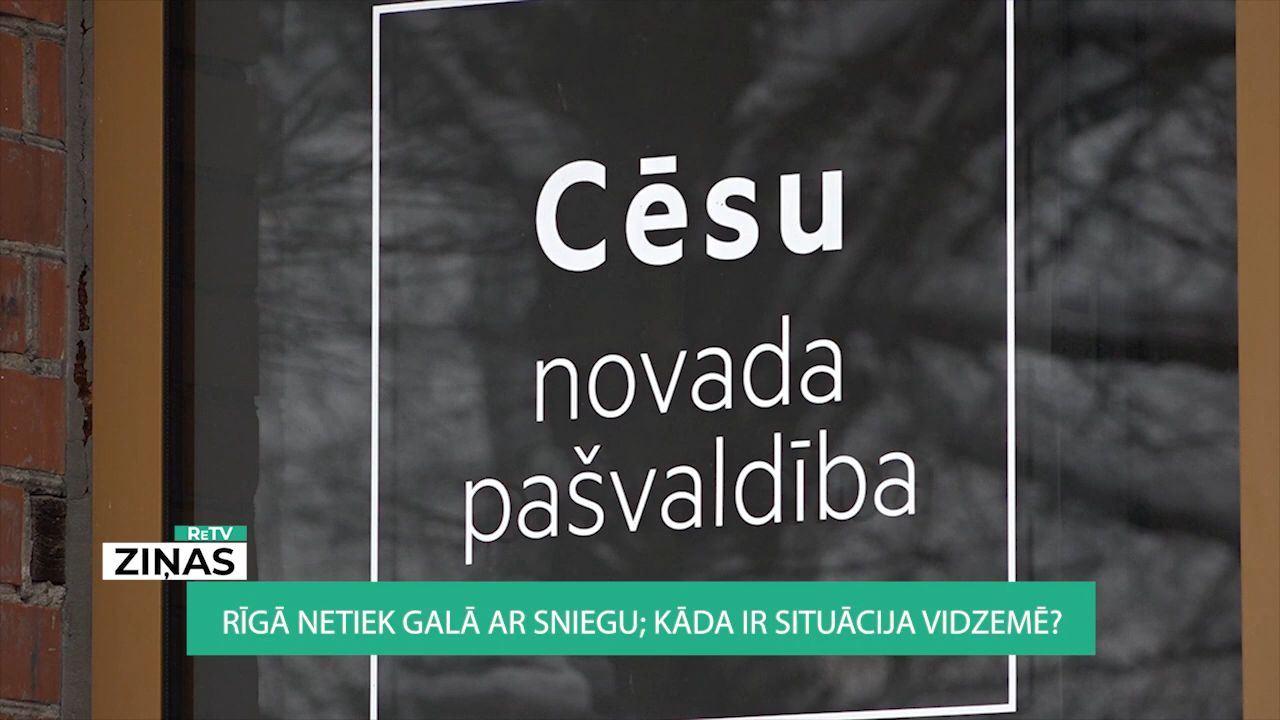 Cēsu
novada
pašvaldība
ReTV
ZIŅAS
RĪGĀ NETIEK GALĀ AR SNIEGU; KĀDA IR SITUĀCIJA VIDZEMĒ?